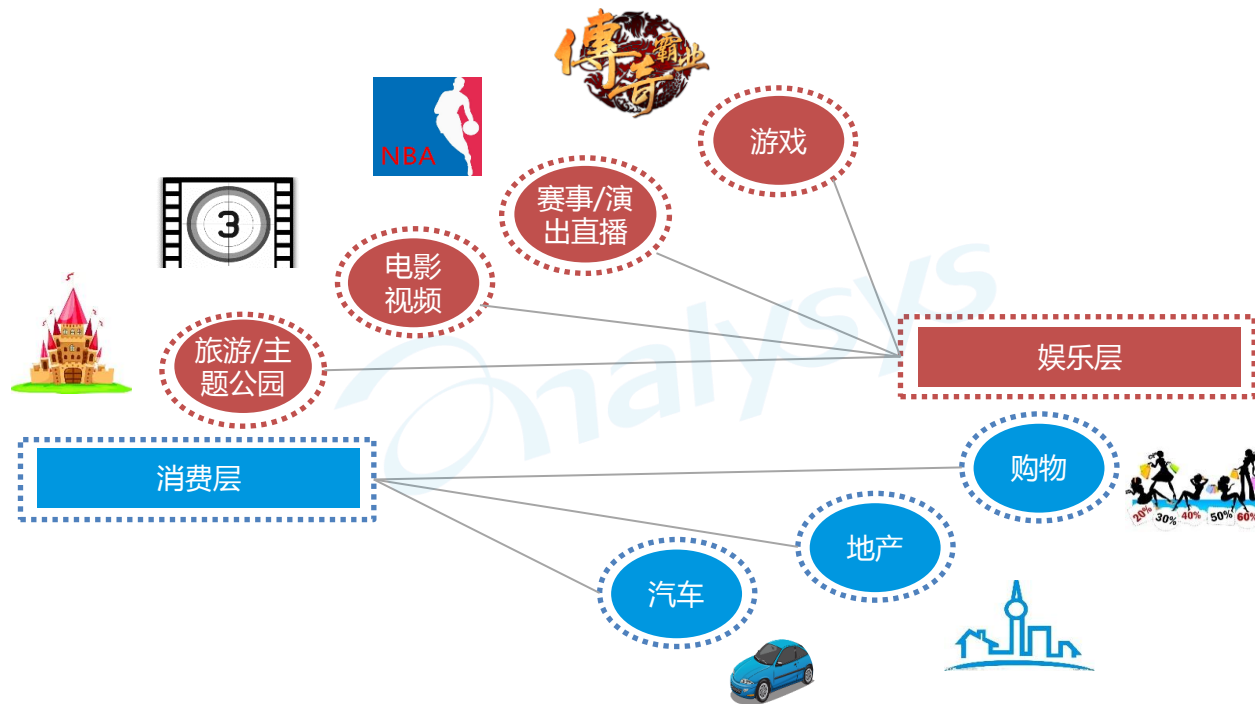 傳奇霸业
游戏
NBA
赛事/演
出直播
3
电影
视频
旅游/主
题公园
娱乐层
analysys
消费层
购物
20% 30% 40% 50% 60%
地产
汽车